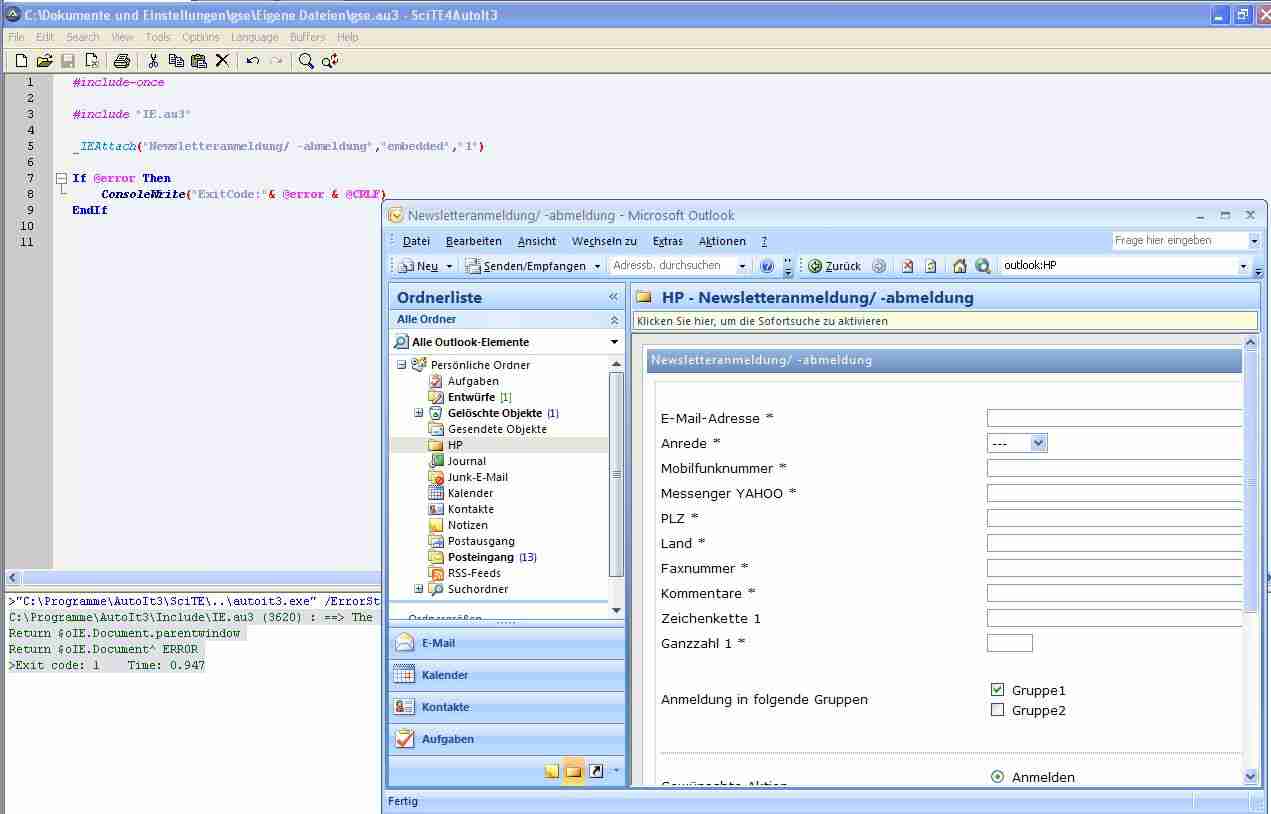 C:\Dokumente und Einstellungen\gse\Eigene Dateien\gse.au3 - SciTE4AutoIt3
File Edit Search View Tools Options Language Buffers Help
1 #include-once
2
3 #include "IE.au3"
4
5 _IEAttach("Newsletteranmeldung/ -abmeldung","embedded","1")
6
7 If @error Then
8 ConsoleWrite("ExitCode:"& @error & @CRLF)
9 EndIf
10
11
>"C:\Programme\AutoIt3\SciTE\..\autoit3.exe" /ErrorSt
C:\Programme\AutoIt3\Include\IE.au3 (3620) : ==> The
Return $oIE.Document.parentwindow
Return $oIE.Document^ ERROR
>Exit code: 1 Time: 0.947
Newsletteranmeldung/ -abmeldung - Microsoft Outlook
Datei Bearbeiten Ansicht Wechseln zu Extras Aktionen ? Frage hier eingeben
Neu Senden/Empfangen Adressb. durchsuchen Zurück outlook:HP
Ordnerliste
Alle Ordner
Alle Outlook-Elemente
Persönliche Ordner
Aufgaben
Entwürfe [1]
Gelöschte Objekte (1)
Gesendete Objekte
HP
Journal
Junk-E-Mail
Kalender
Kontakte
Notizen
Postausgang
Posteingang (13)
RSS-Feeds
Suchordner
Ordnergrößen
E-Mail
Kalender
Kontakte
Aufgaben
HP - Newsletteranmeldung/ -abmeldung
Klicken Sie hier, um die Sofortsuche zu aktivieren
Newsletteranmeldung/ -abmeldung
E-Mail-Adresse *
Anrede * ---
Mobilfunknummer *
Messenger YAHOO *
PLZ *
Land *
Faxnummer *
Kommentare *
Zeichenkette 1
Ganzzahl 1 *
Anmeldung in folgende Gruppen
Gruppe1
Gruppe2
Gewünschte Aktion
Anmelden
Fertig